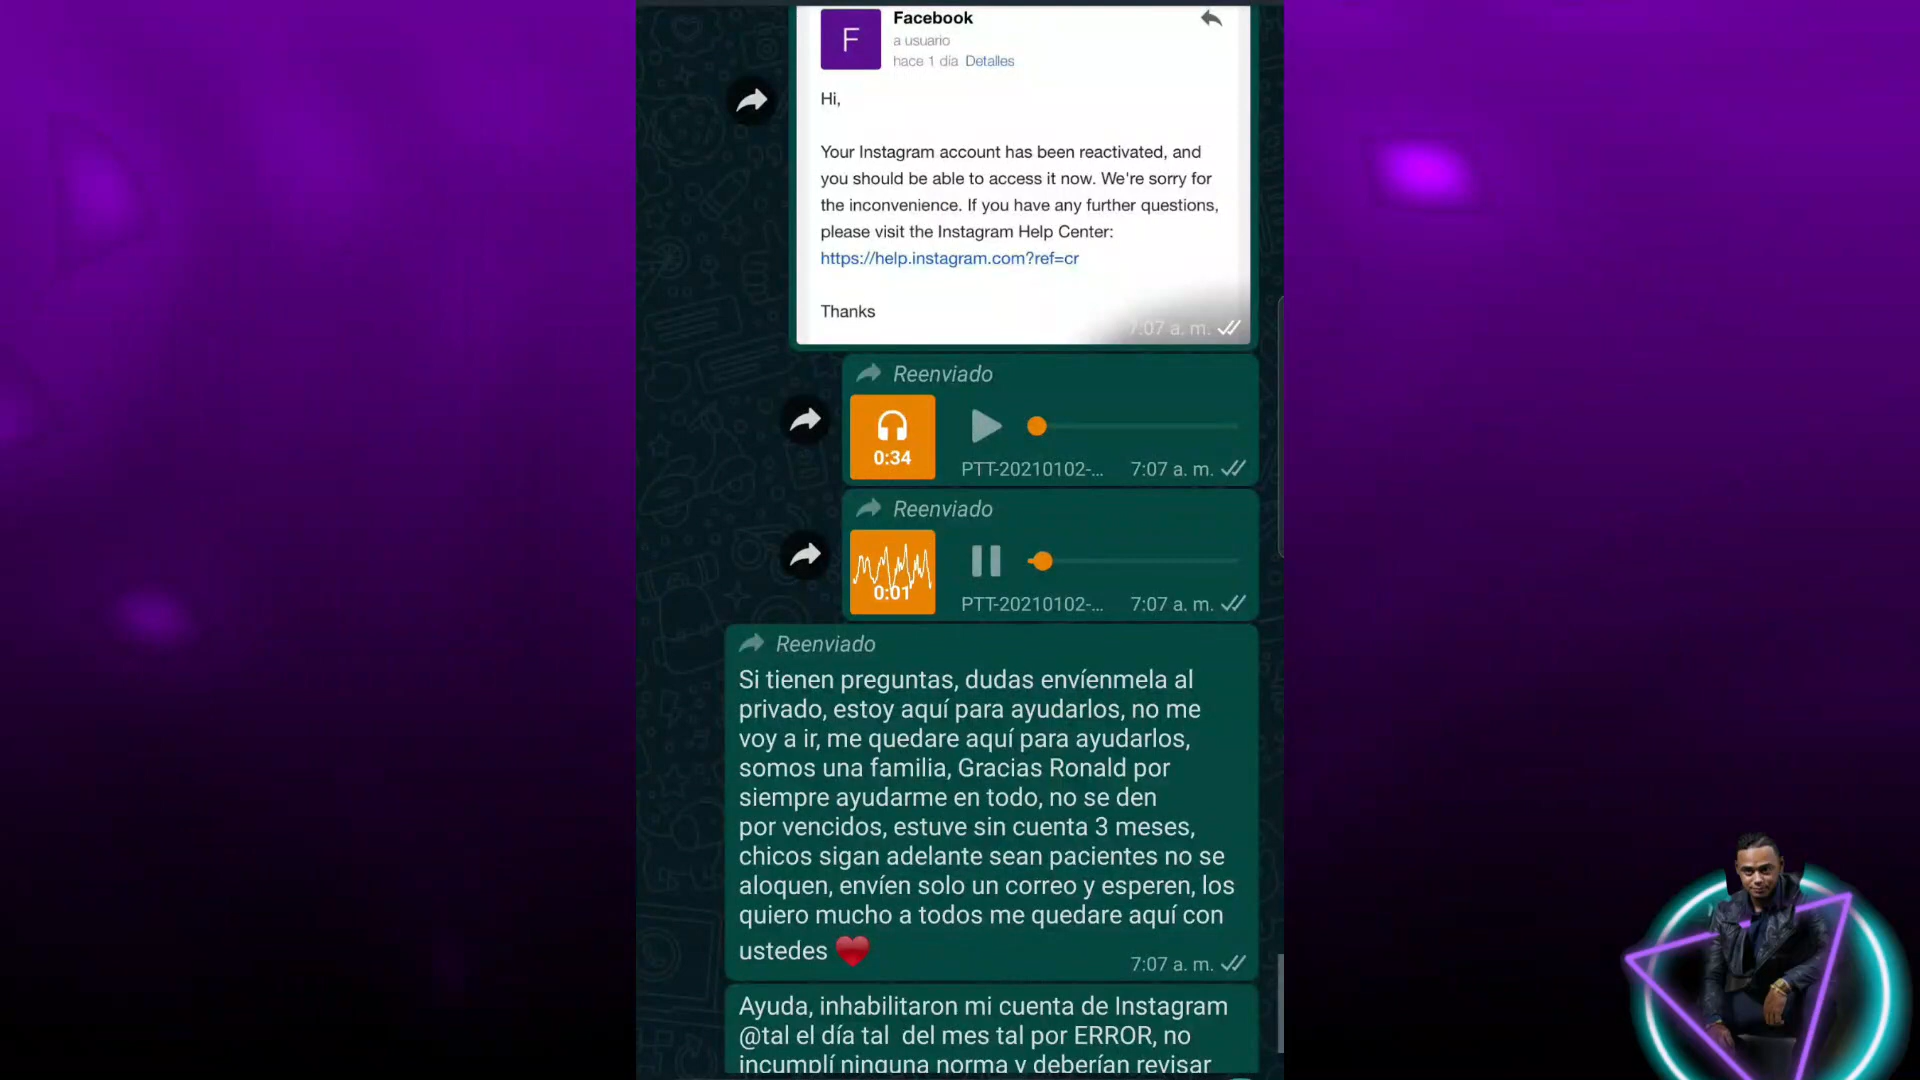 F
Facebook
a usuario
hace 1 día Detalles
Hi,
Your Instagram account has been reactivated, and
you should be able to access it now. We're sorry for
the inconvenience. If you have any further questions,
please visit the Instagram Help Center:
https://help.instagram.com?ref=cr
Thanks
7:07 a. m.
Reenviado
0:34
PTT-20210102-... 7:07 a. m.
Reenviado
0:01
PTT-20210102-... 7:07 a. m.
Reenviado
Si tienen preguntas, dudas envíenmela al
privado, estoy aquí para ayudarlos, no me
voy a ir, me quedare aquí para ayudarlos,
somos una familia, Gracias Ronald por
siempre ayudarme en todo, no se den
por vencidos, estuve sin cuenta 3 meses,
chicos sigan adelante sean pacientes no se
aloquen, envíen solo un correo y esperen, los
quiero mucho a todos me quedare aquí con
ustedes ❤️
7:07 a. m.
Ayuda, inhabilitaron mi cuenta de Instagram
@tal el día tal  del mes tal por ERROR, no
incumplí ninguna norma y deberían revisar